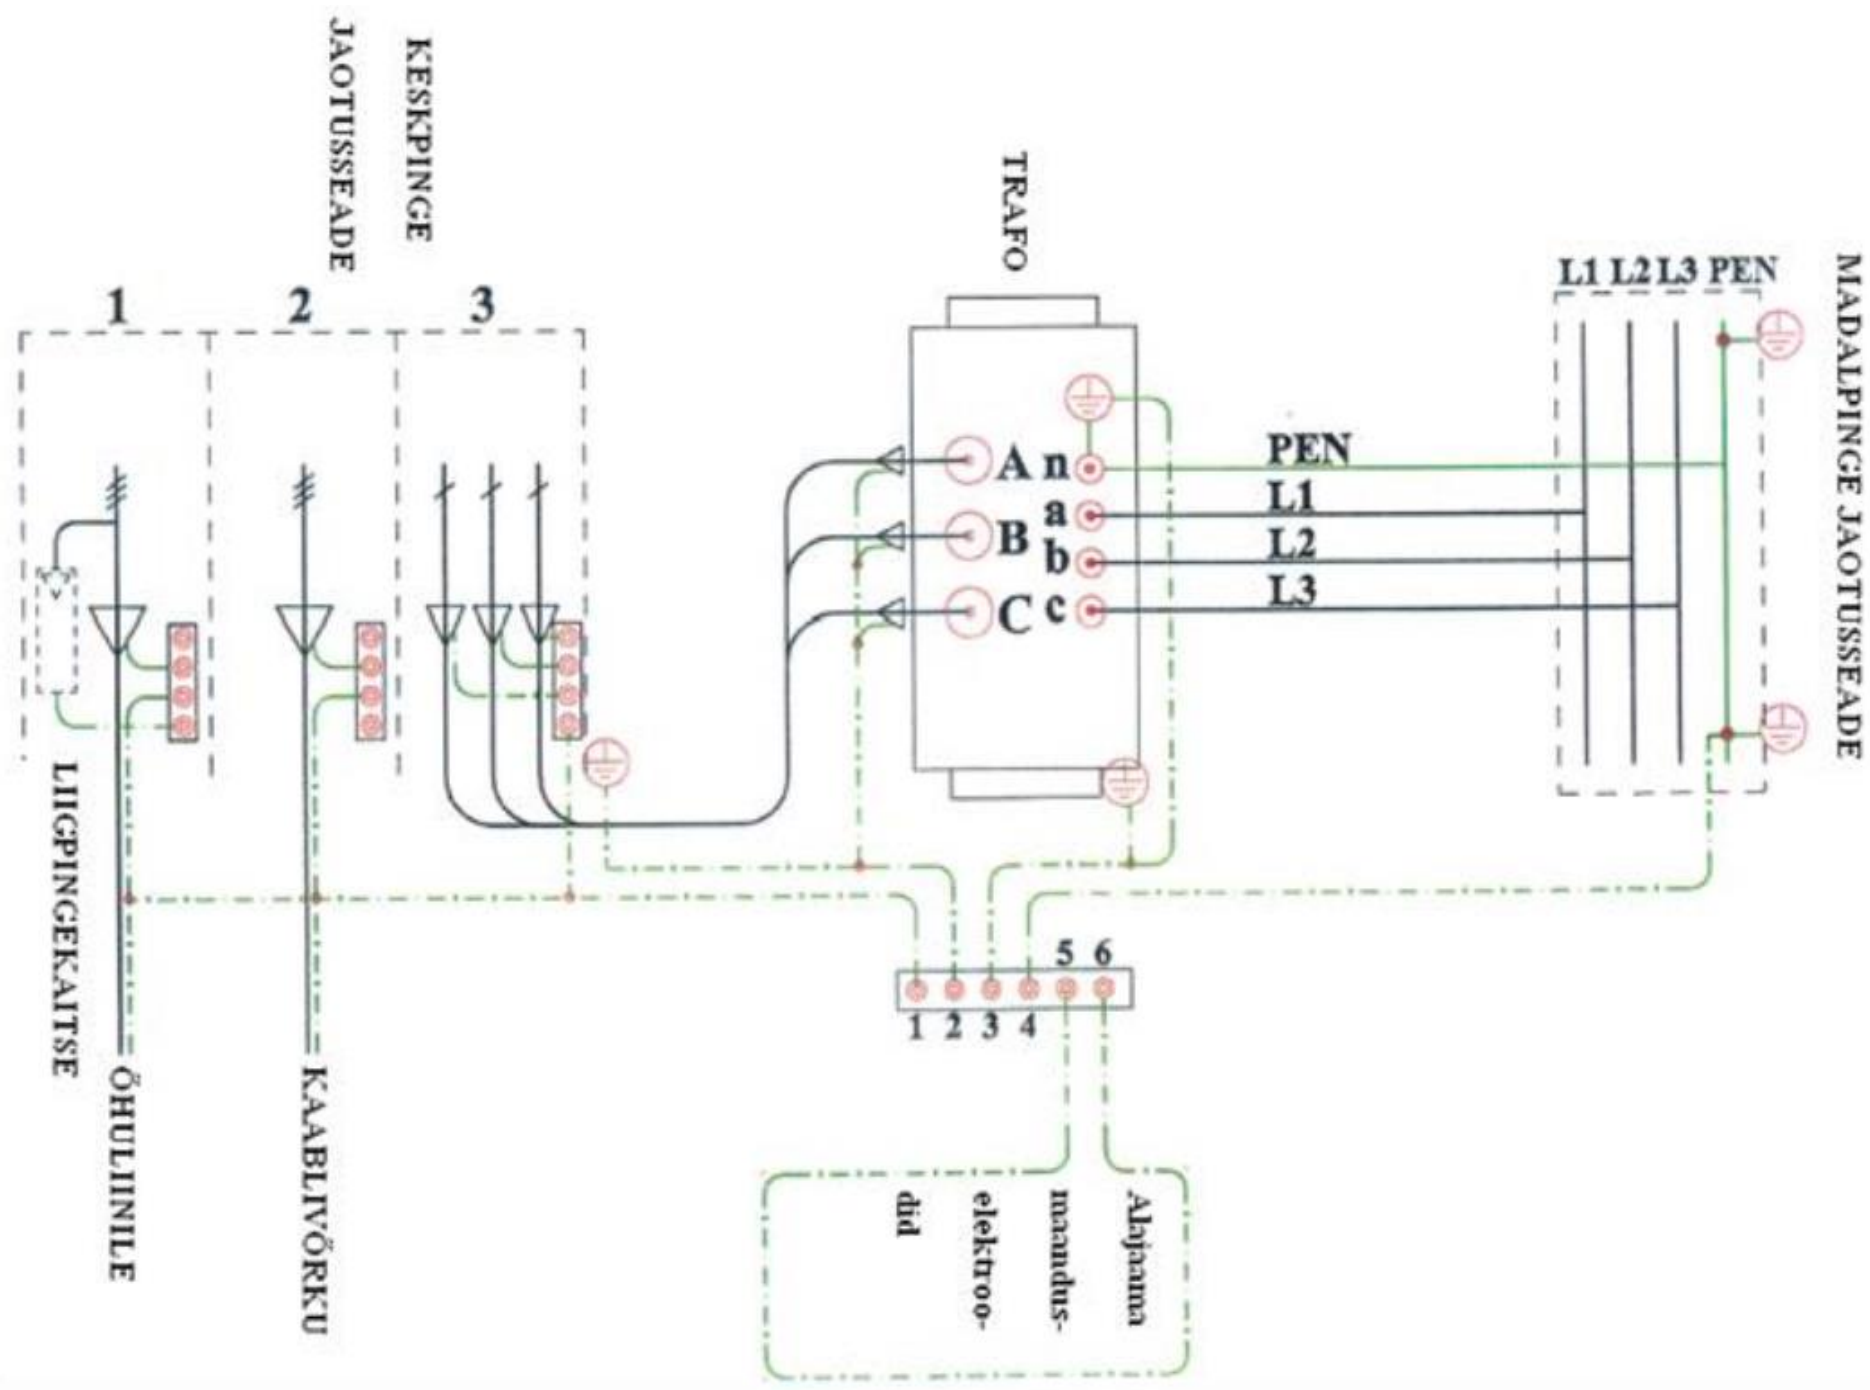 KESKPINGE
JAOTUSSEADE
TRAFO
MADALPINGE JAOTUSSEADE
L1 L2 L3 PEN
1
2
3
A n
a
B
b
C c
PEN
L1
L2
L3
5 6
1 2 3 4
LIIGPINGEKAITSE
ÕHULIINILE
KAABLIVÕRKU
Alajaama
maandus-
elektroo-
did